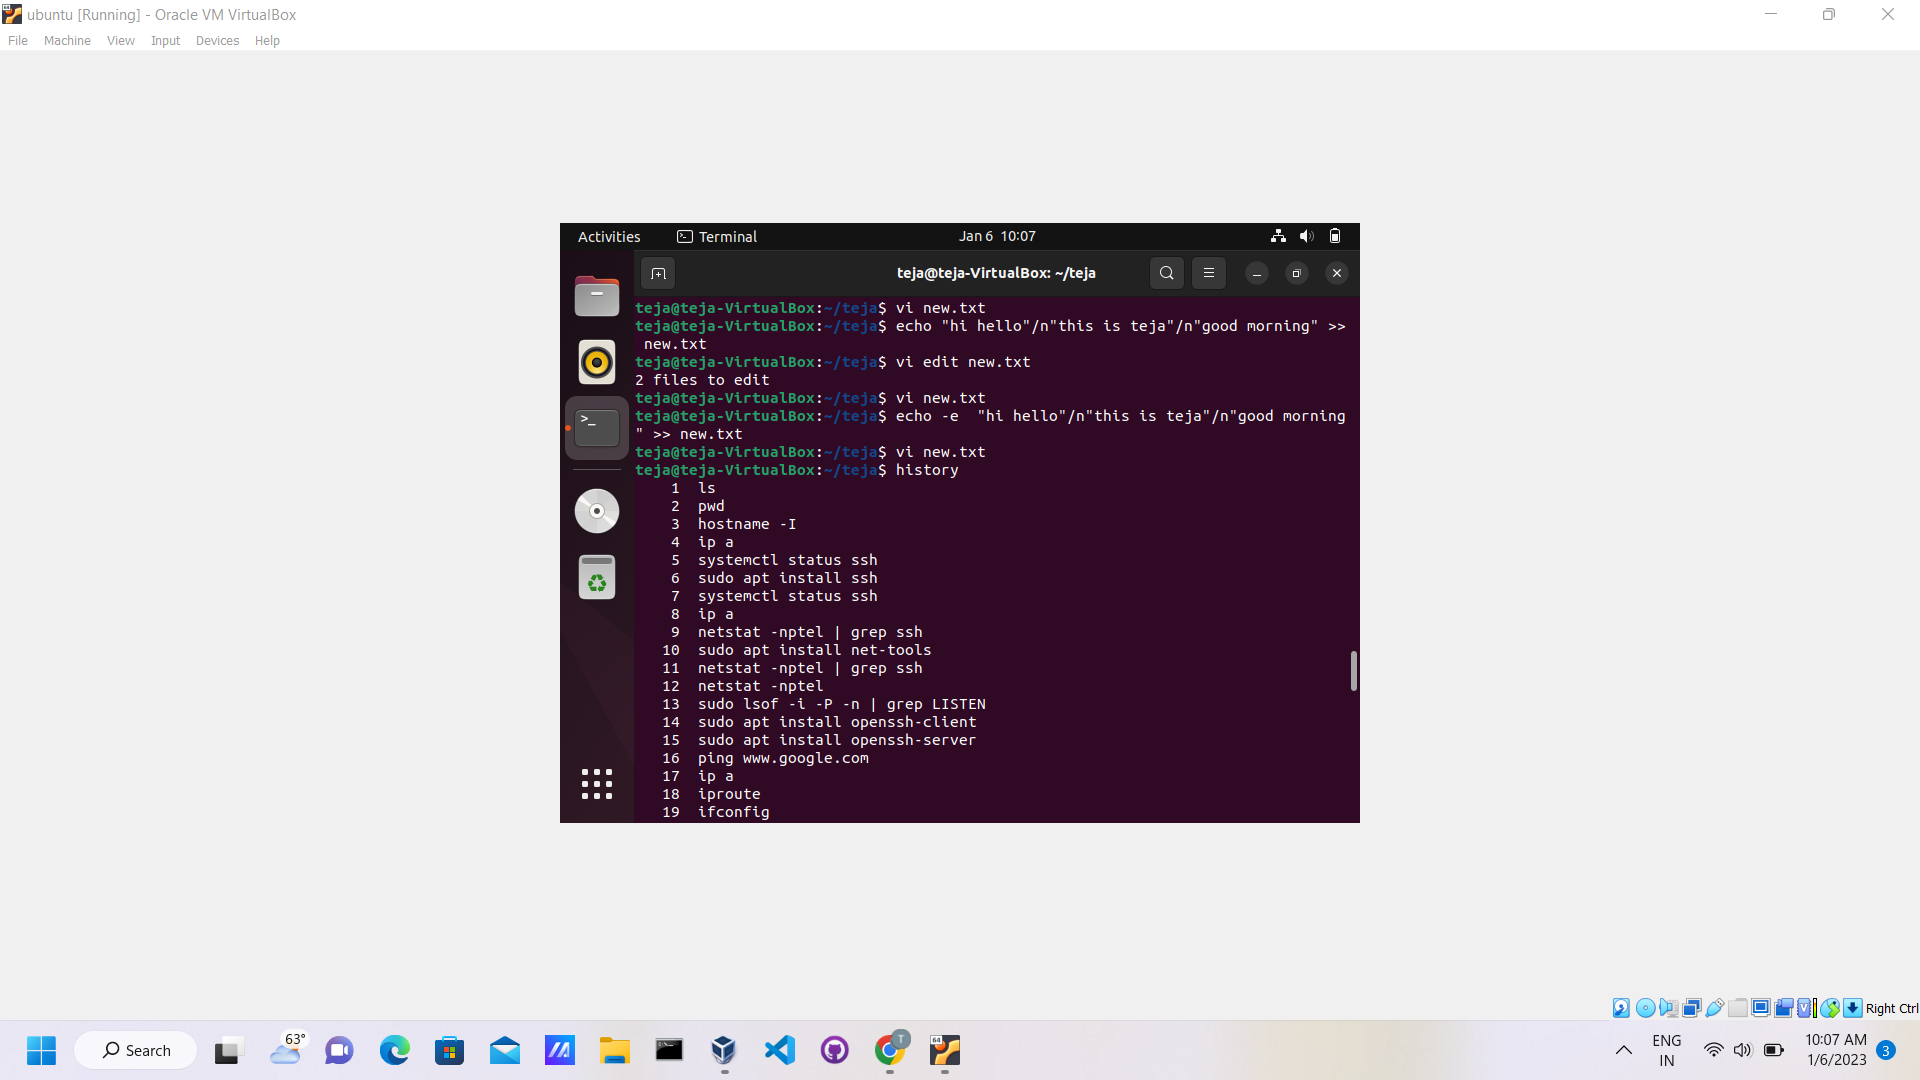 ubuntu [Running] - Oracle VM VirtualBox
File Machine View Input Devices Help
Activities Terminal Jan 6 10:07
teja@teja-VirtualBox: ~/teja
teja@teja-VirtualBox:~/teja$ vi new.txt
teja@teja-VirtualBox:~/teja$ echo "hi hello"/n"this is teja"/n"good morning" >>
new.txt
teja@teja-VirtualBox:~/teja$ vi edit new.txt
2 files to edit
teja@teja-VirtualBox:~/teja$ vi new.txt
teja@teja-VirtualBox:~/teja$ echo -e  "hi hello"/n"this is teja"/n"good morning
" >> new.txt
teja@teja-VirtualBox:~/teja$ vi new.txt
teja@teja-VirtualBox:~/teja$ history
1 ls
2 pwd
3 hostname -I
4 ip a
5 systemctl status ssh
6 sudo apt install ssh
7 systemctl status ssh
8 ip a
9 netstat -nptel | grep ssh
10 sudo apt install net-tools
11 netstat -nptel | grep ssh
12 netstat -nptel
13 sudo lsof -i -P -n | grep LISTEN
14 sudo apt install openssh-client
15 sudo apt install openssh-server
16 ping www.google.com
17 ip a
18 iproute
19 ifconfig
Right Ctrl
Search
63°
T
64
ENG
IN
10:07 AM
1/6/2023
3